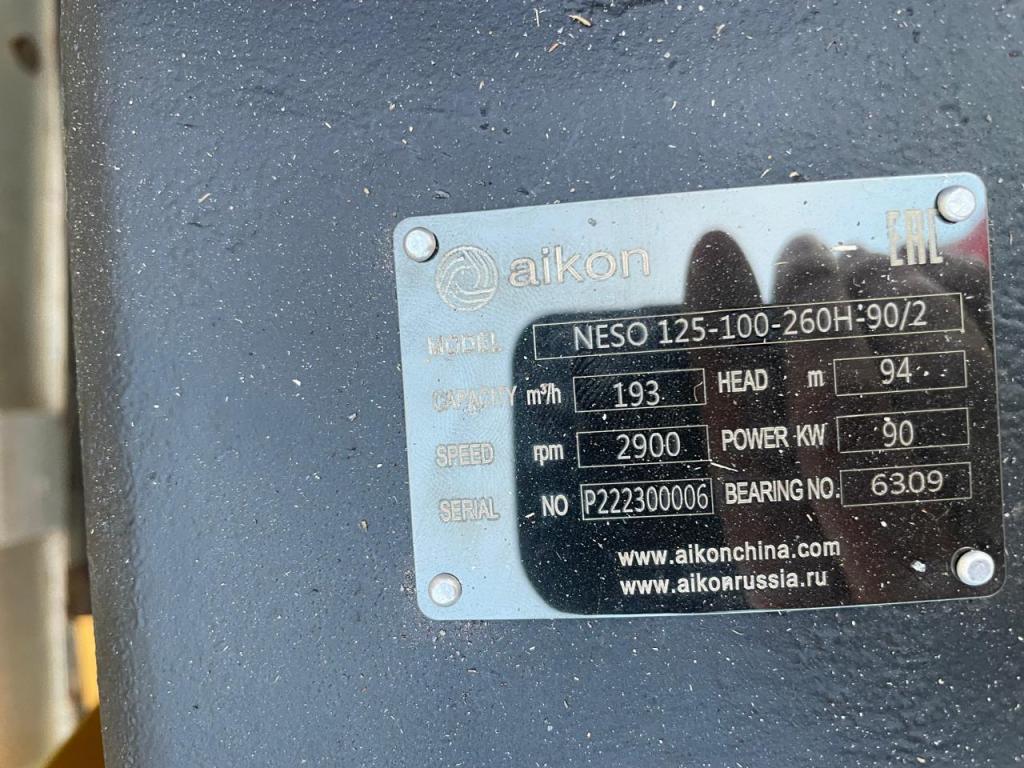 aikon EAC
MODEL NESO 125-100-260H-90/2
CAPACITY m³/h 193 HEAD m 94
SPEED rpm 2900 POWER KW 90
SERIAL NO P222300006 BEARING NO. 6309
www.aikonchina.com
www.aikonrussia.ru